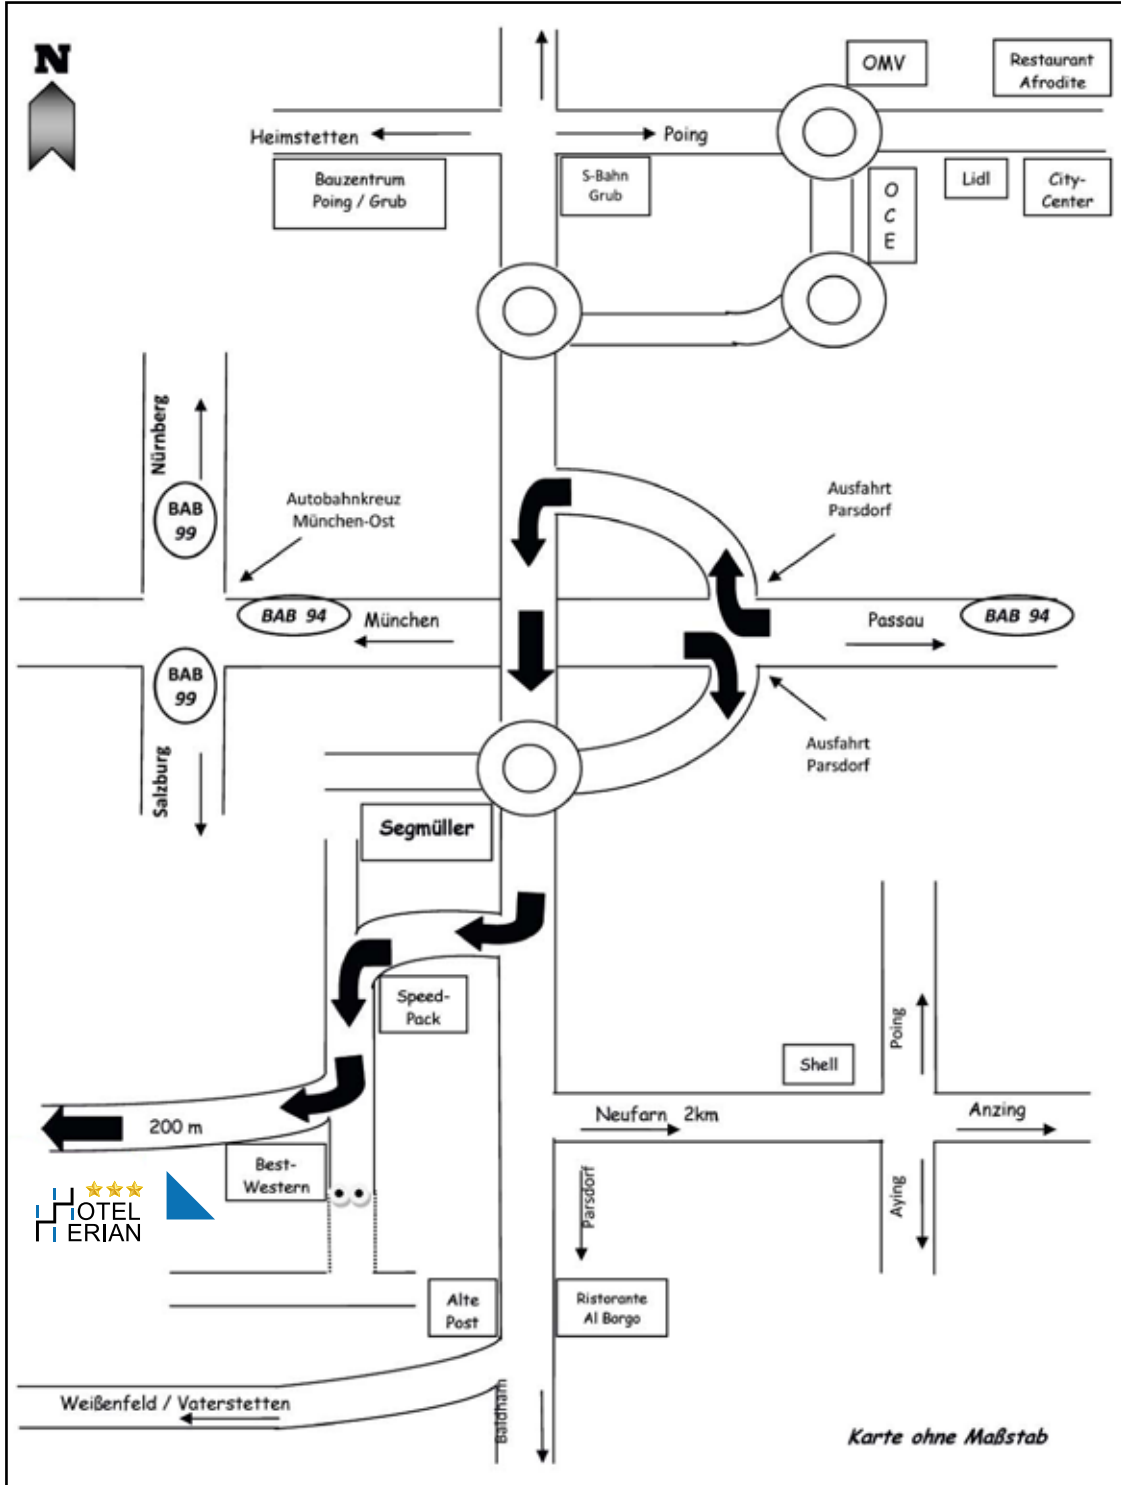 N
OMV
Restaurant
Afrodite
Heimstetten
Poing
Bauzentrum
Poing / Grub
S-Bahn
Grub
O
C
E
Lidl
City-
Center
Nürnberg
BAB
99
Autobahnkreuz
München-Ost
Ausfahrt
Parsdorf
BAB 94
München
Passau
BAB 94
BAB
99
Salzburg
Ausfahrt
Parsdorf
Segmüller
Speed-
Pack
Poing
Shell
200 m
Neufarn 2km
Anzing
Best-
Western
HOTEL
HERIAN
Parsdorf
Aying
Alte
Post
Ristorante
Al Borgo
Weißenfeld / Vaterstetten
Baldham
Karte ohne Maßstab